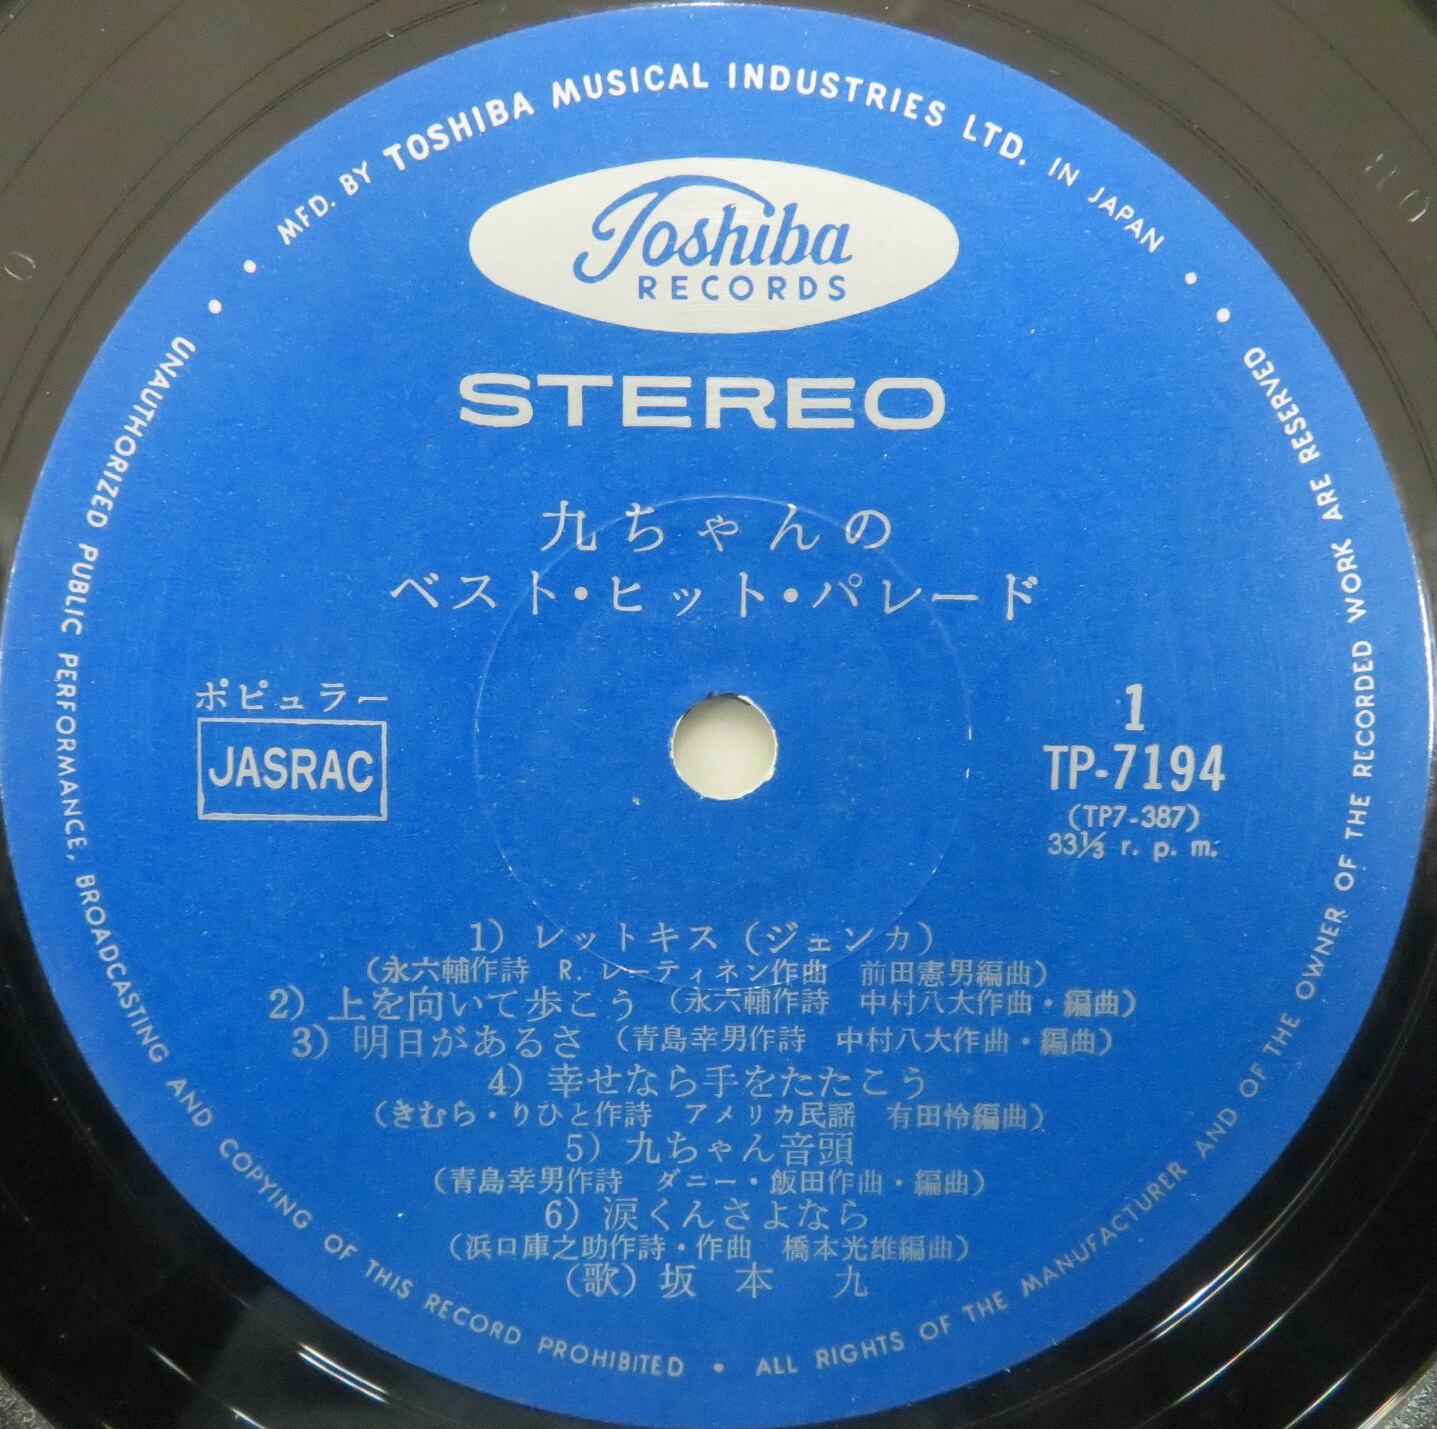 MFD. BY TOSHIBA MUSICAL INDUSTRIES LTD. IN JAPAN
Toshiba
RECORDS
STEREO
九ちゃんの
ベスト・ヒット・パレード
ポピュラー
JASRAC
1
TP-7194
(TP7-387)
33⅓ r. p. m.
1) レットキス (ジェンカ)
(永六輔作詩 R. レーティネン作曲 前田憲男編曲)
2) 上を向いて歩こう (永六輔作詩 中村八大作曲・編曲)
3) 明日があるさ (青島幸男作詩 中村八大作曲・編曲)
4) 幸せなら手をたたこう
(きむら・りひと作詩 アメリカ民謡 有田怜編曲)
5) 九ちゃん音頭
(青島幸男作詩 ダニー・飯田作曲・編曲)
6) 涙くんさよなら
(浜口庫之助作詩・作曲 橋本光雄編曲)
(歌) 坂本 九
UNAUTHORIZED PUBLIC PERFORMANCE, BROADCASTING AND COPYING OF THIS RECORD PROHIBITED • ALL RIGHTS OF THE MANUFACTURER AND OF THE OWNER OF THE RECORDED WORK ARE RESERVED